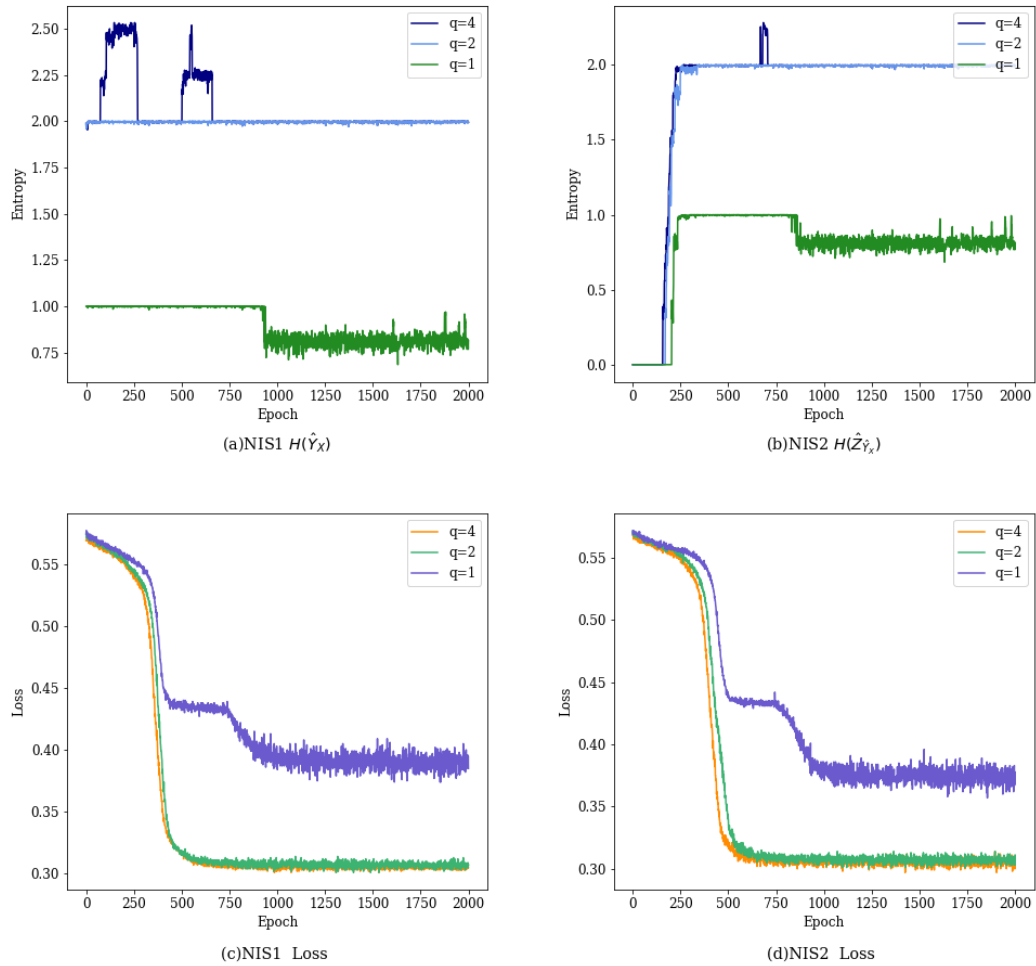 2.50
2.25
2.00
1.75
1.50
1.25
1.00
0.75
Entropy
q=4
q=2
q=1
0 250 500 750 1000 1250 1500 1750 2000
Epoch
(a)NIS1 H(Ŷ_X)
2.0
1.5
1.0
0.5
0.0
Entropy
q=4
q=2
q=1
0 250 500 750 1000 1250 1500 1750 2000
Epoch
(b)NIS2 H(Ẑ_Ŷ_X)
0.55
0.50
0.45
0.40
0.35
0.30
Loss
q=4
q=2
q=1
0 250 500 750 1000 1250 1500 1750 2000
Epoch
(c)NIS1 Loss
0.55
0.50
0.45
0.40
0.35
0.30
Loss
q=4
q=2
q=1
0 250 500 750 1000 1250 1500 1750 2000
Epoch
(d)NIS2 Loss